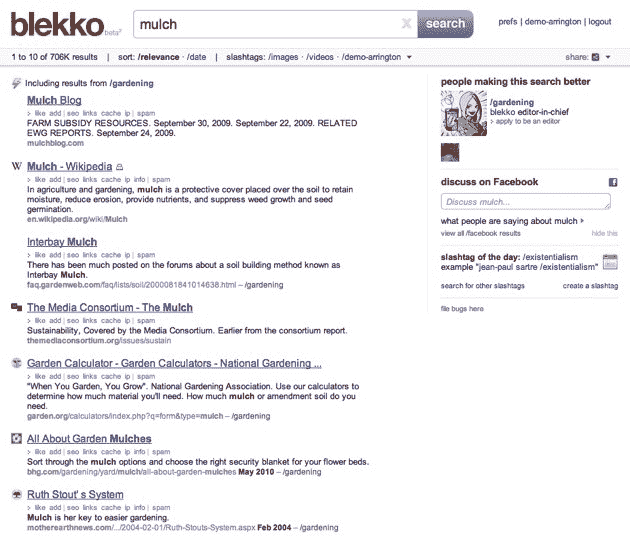 blekko beta
mulch
search
prefs | demo-arrington | logout
1 to 10 of 706K results | sort: /relevance · /date | slashtags: /images · /videos · /demo-arrington
share:
Including results from /gardening
Mulch Blog
> like add | seo links cache ip | spam
FARM SUBSIDY RESOURCES. September 30, 2009. September 22, 2009. RELATED
EWG REPORTS. September 24, 2009.
mulchblog.com
W Mulch - Wikipedia
> like add | seo links cache ip info | spam
In agriculture and gardening, mulch is a protective cover placed over the soil to retain
moisture, reduce erosion, provide nutrients, and suppress weed growth and seed
germination.
en.wikipedia.org/wiki/Mulch
Interbay Mulch
> like add | seo links cache ip | spam
There has been much posted on the forums about a soil building method known as
Interbay Mulch.
faq.gardenweb.com/faq/lists/soil/2000081841014638.html – /gardening
The Media Consortium - The Mulch
> like add | seo links cache ip | spam
Sustainability, Covered by the Media Consortium. Earlier from the consortium report.
themediaconsortium.org/issues/sustain
Garden Calculator - Garden Calculators - National Gardening ...
> like add | seo links cache ip | spam
"When You Garden, You Grow". National Gardening Association. Use our calculators to
determine how much material you'll need. How much mulch or amendment soil do you
need.
garden.org/calculators/index.php?q=form&type=mulch – /gardening
All About Garden Mulches
> like add | seo links cache ip info | spam
Sort through the mulch options and choose the right security blanket for your flower beds.
bhg.com/gardening/yard/mulch/all-about-garden-mulches May 2010 – /gardening
Ruth Stout' s System
> like add | seo links cache ip info | spam
Mulch is her key to easier gardening.
motherearthnews.com/.../2004-02-01/Ruth-Stouts-System.aspx Feb 2004 – /gardening
people making this search better
/gardening
blekko editor-in-chief
> apply to be an editor
discuss on Facebook
Discuss mulch...
what people are saying about mulch >
view all /facebook results
hide this
slashtag of the day: /existentialism
example "jean-paul sartre /existentialism"
search for other slashtags
create a slashtag
file bugs here